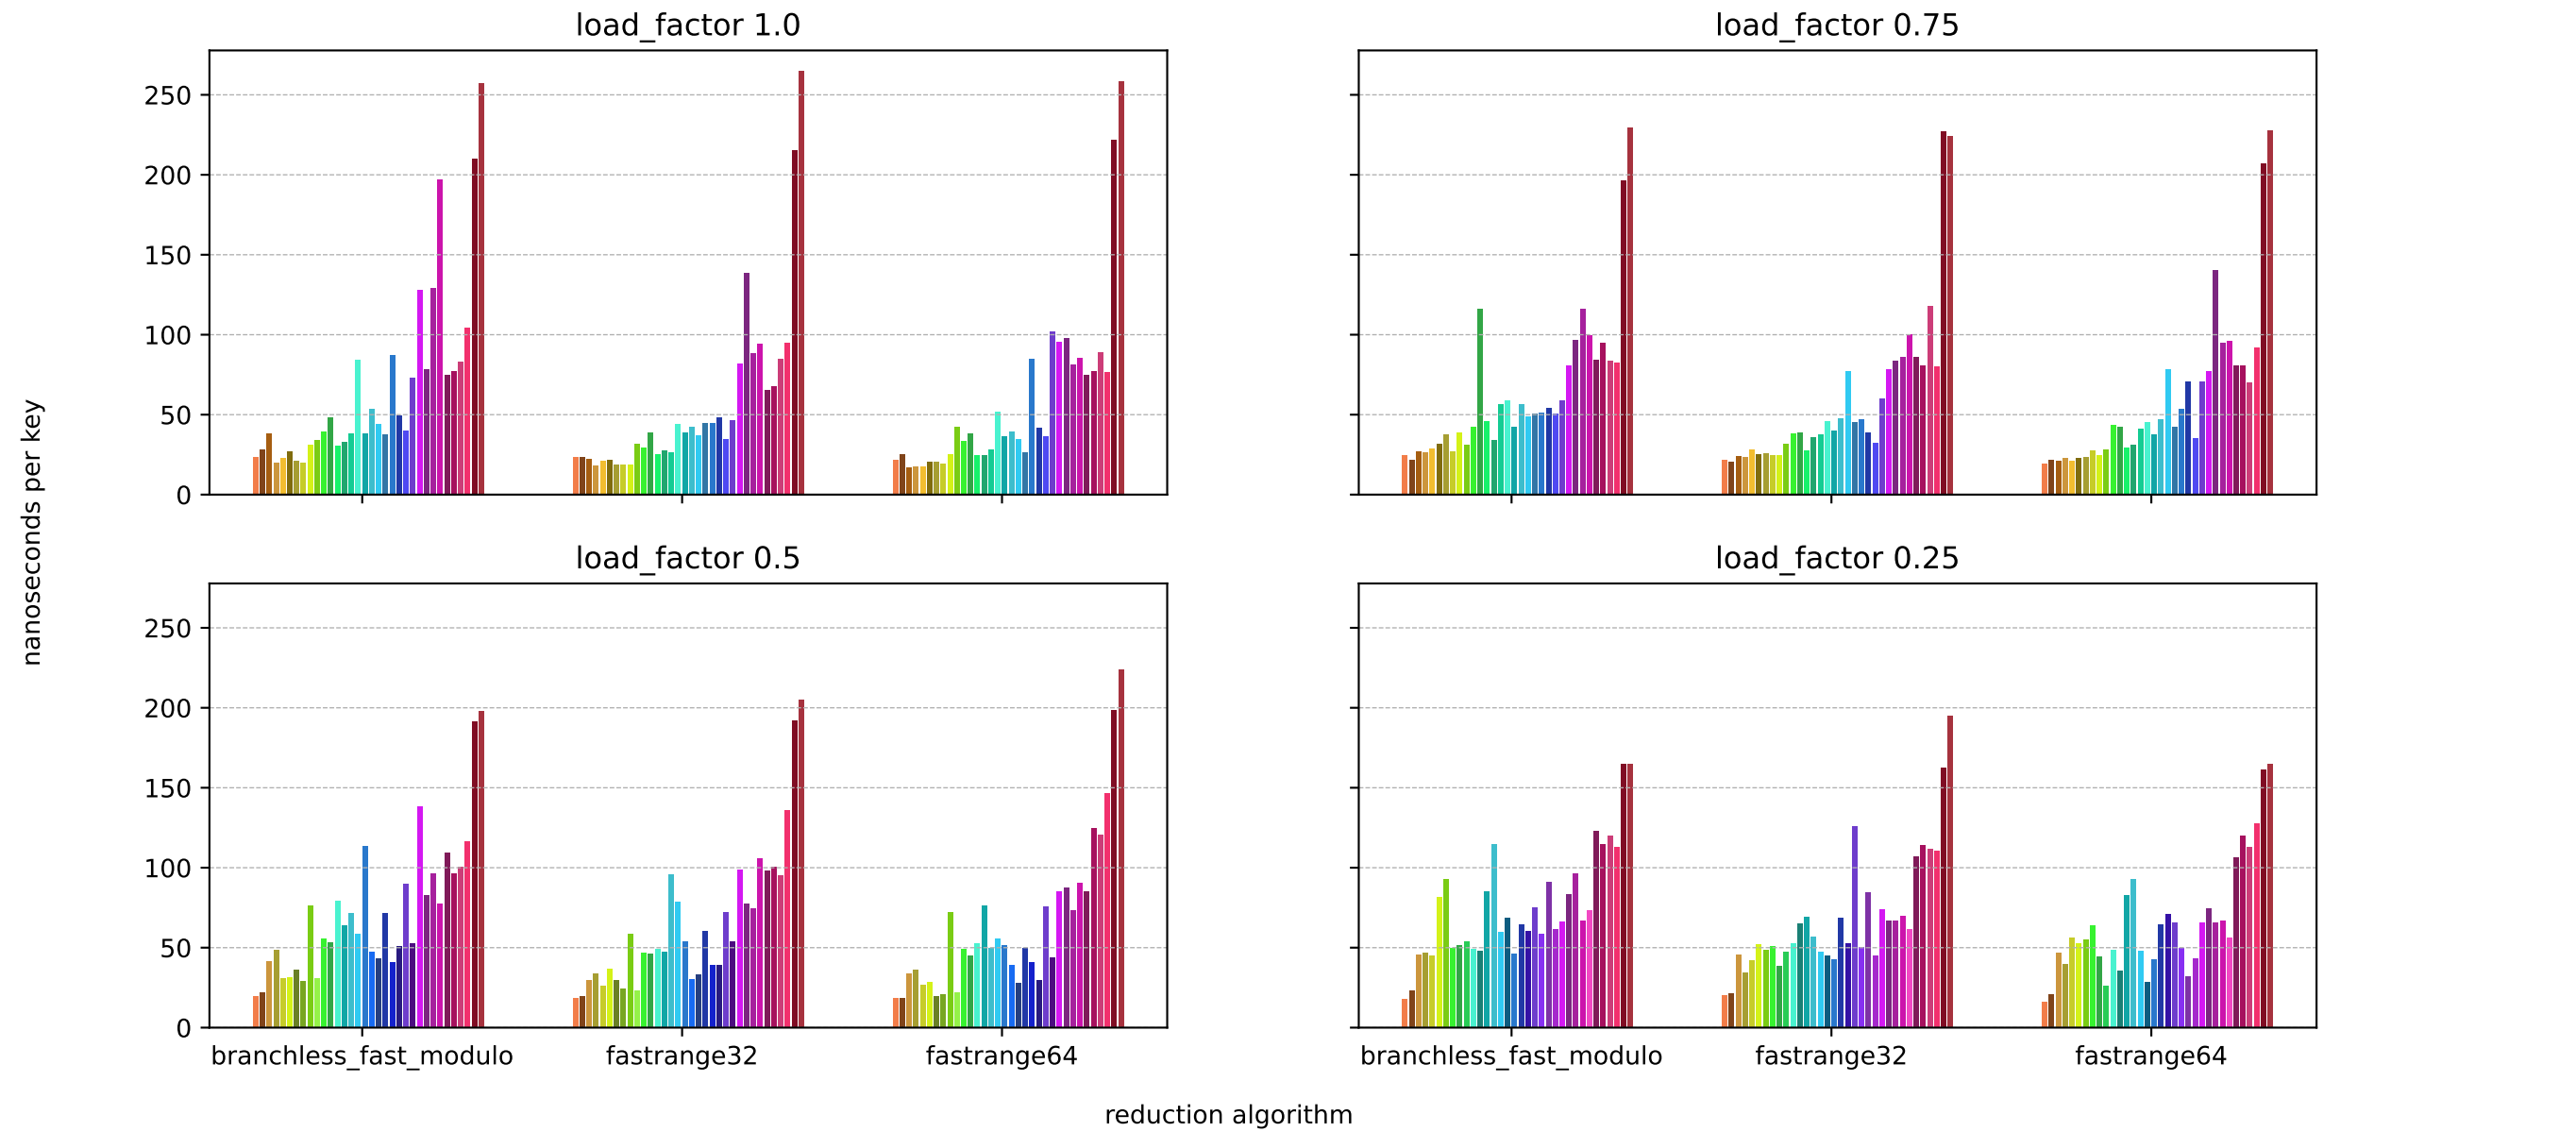 load_factor 1.0
load_factor 0.75
250
200
150
100
50
0
nanoseconds per key
load_factor 0.5
load_factor 0.25
250
200
150
100
50
0
branchless_fast_modulo
fastrange32
fastrange64
branchless_fast_modulo
fastrange32
fastrange64
reduction algorithm